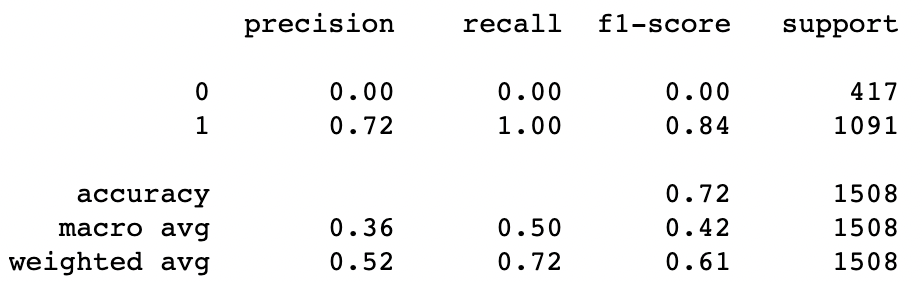 precision recall f1-score support
0 0.00 0.00 0.00 417
1 0.72 1.00 0.84 1091
accuracy 0.72 1508
macro avg 0.36 0.50 0.42 1508
weighted avg 0.52 0.72 0.61 1508